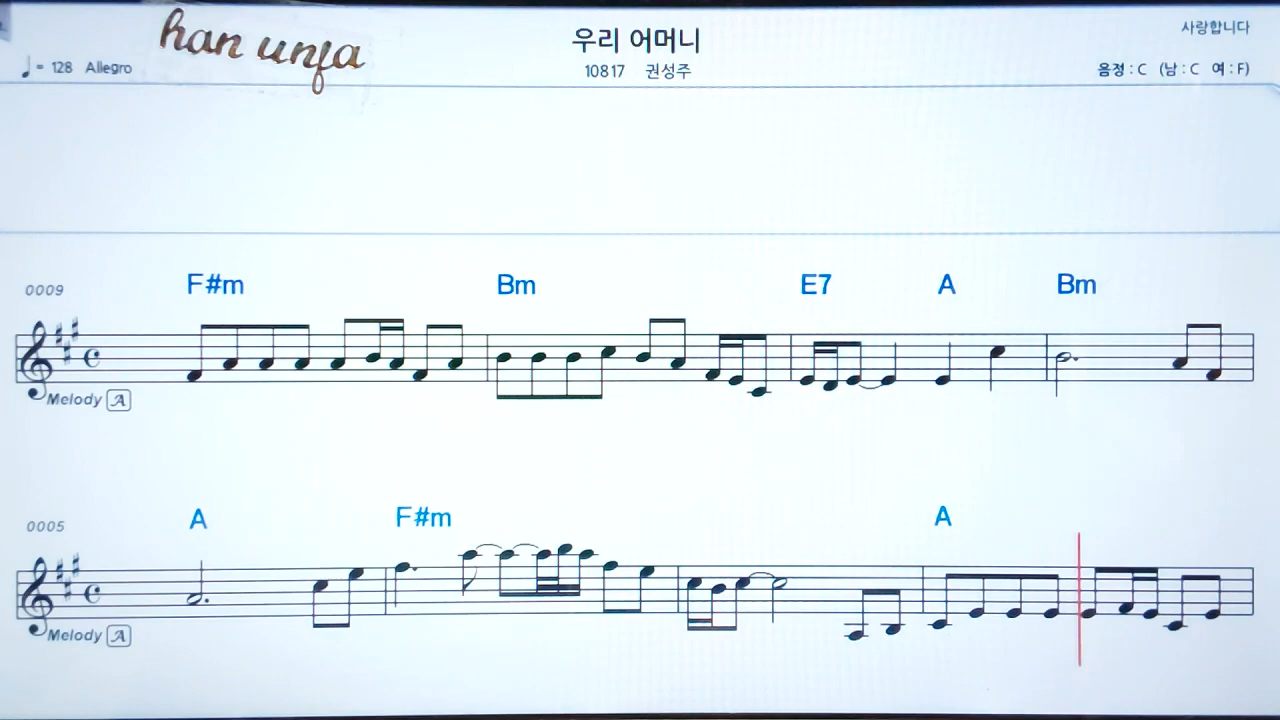 han unfa
우리 어머니
사랑합니다
♩= 128 Allegro
10817 권성주
음정 : C (남 : C 여 : F)
0009
F#m Bm E7 A Bm
Melody A
0005
A F#m A
Melody A